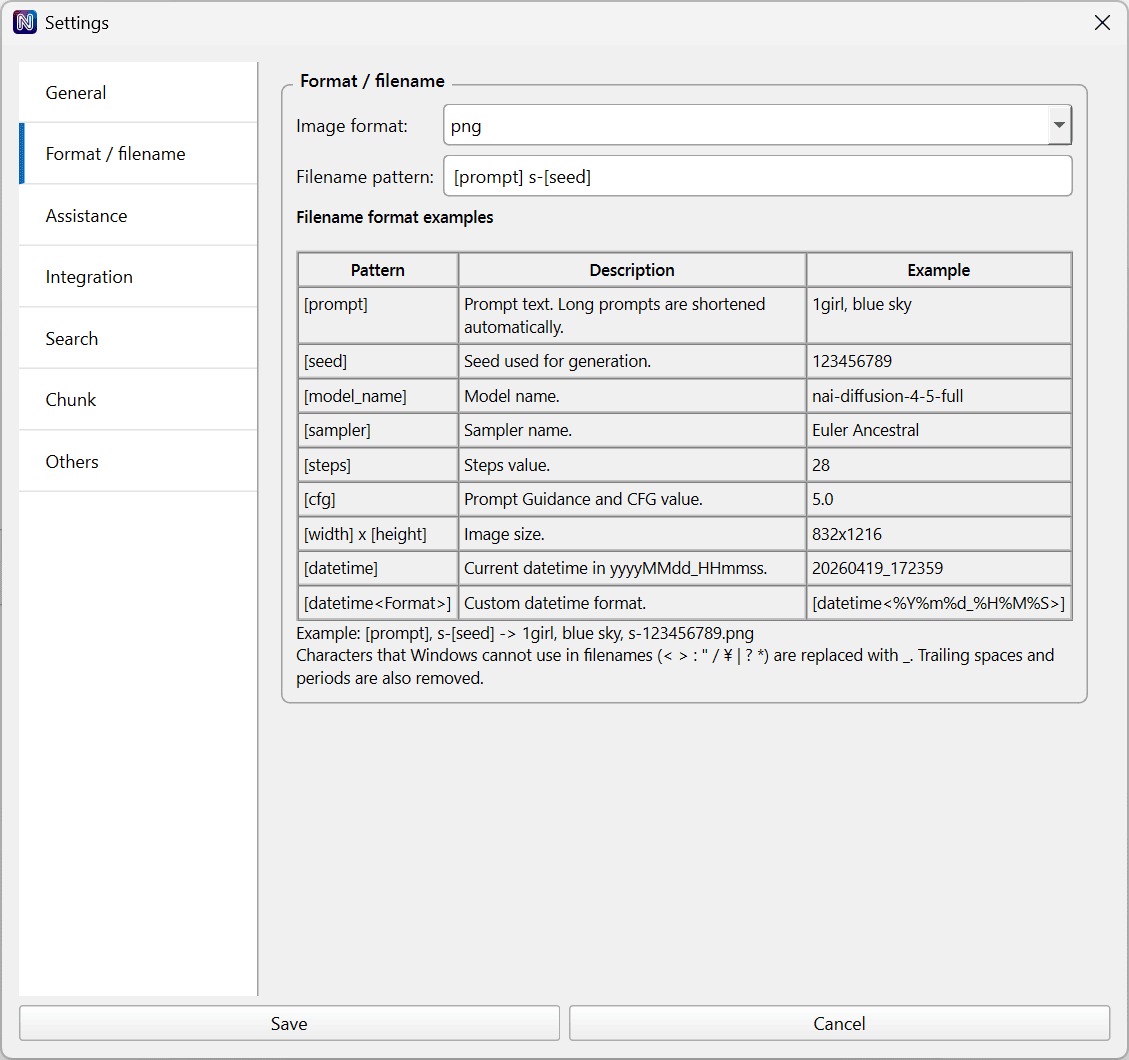 Settings
General
Format / filename
Assistance
Integration
Search
Chunk
Others
Format / filename
Image format: png
Filename pattern: [prompt] s-[seed]
Filename format examples
Pattern Description Example
[prompt] Prompt text. Long prompts are shortened automatically. 1girl, blue sky
[seed] Seed used for generation. 123456789
[model_name] Model name. nai-diffusion-4-5-full
[sampler] Sampler name. Euler Ancestral
[steps] Steps value. 28
[cfg] Prompt Guidance and CFG value. 5.0
[width] x [height] Image size. 832x1216
[datetime] Current datetime in yyyyMMdd_HHmmss. 20260419_172359
[datetime<Format>] Custom datetime format. [datetime<%Y%m%d_%H%M%S>]
Example: [prompt], s-[seed] -> 1girl, blue sky, s-123456789.png
Characters that Windows cannot use in filenames (< > : " / ¥ | ? *) are replaced with _. Trailing spaces and
periods are also removed.
Save
Cancel